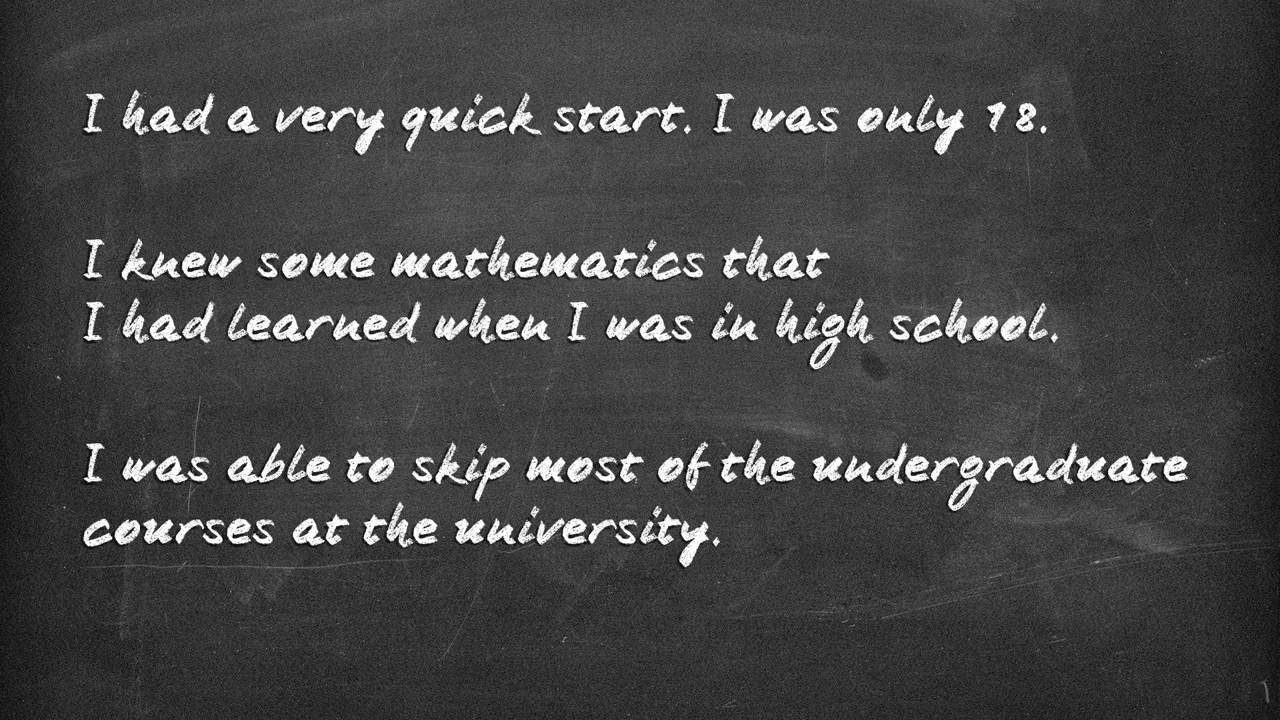 I had a very quick start. I was only 18.
I knew some mathematics that
I had learned when I was in high school.
I was able to skip most of the undergraduate
courses at the university.